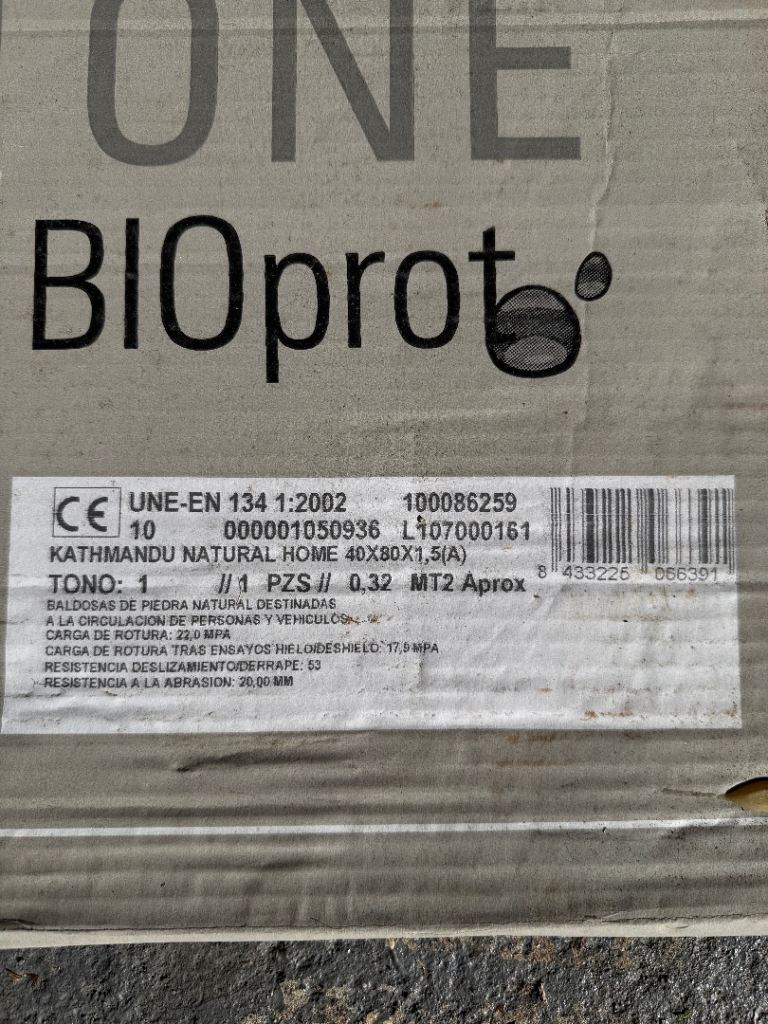 ONE
BIOprot
CE UNE-EN 134 1:2002 100086259
10 000001050936 L107000161
KATHMANDU NATURAL HOME 40X80X1,5(A)
8 433225 066391
TONO: 1 // 1 PZS // 0,32 MT2 Aprox
BALDOSAS DE PIEDRA NATURAL DESTINADAS
A LA CIRCULACION DE PERSONAS Y VEHICULOS
CARGA DE ROTURA: 22,0 MPA
CARGA DE ROTURA TRAS ENSAYOS HIELO/DESHIELO: 17,9 MPA
RESISTENCIA DESLIZAMIENTO/DERRAPE: 53
RESISTENCIA A LA ABRASION: 20,00 MM